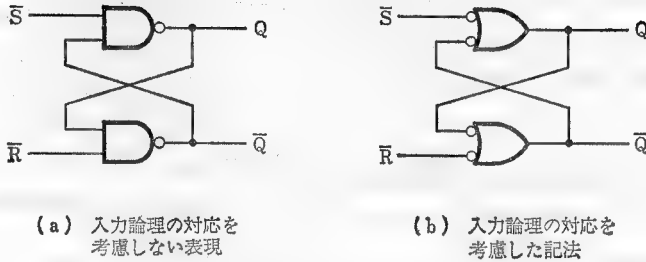 S̅ Q
R̅ Q̅
S̅ Q
R̅ Q̅
(a) 入力論理の対応を
考慮しない表現
(b) 入力論理の対応を
考慮した記法